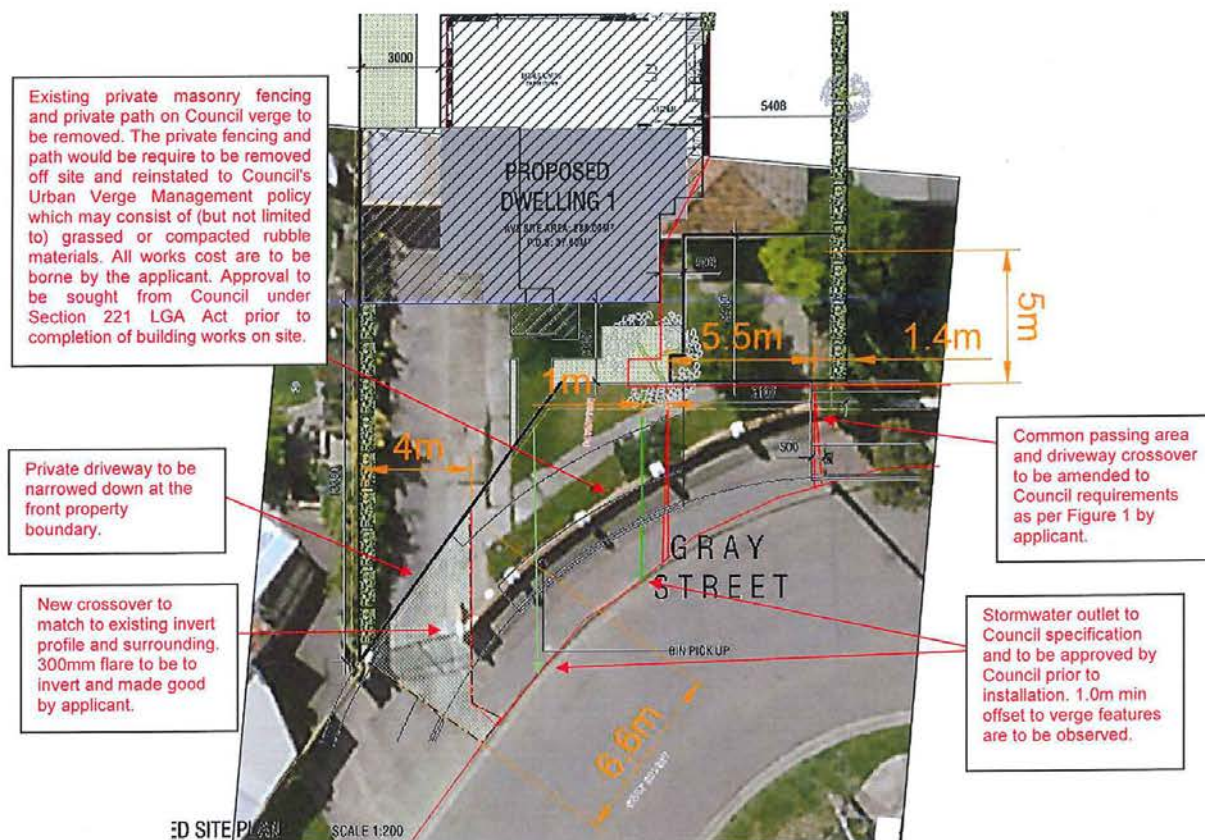 3000
5408
Existing private masonry fencing
and private path on Council verge to
be removed. The private fencing and
path would be require to be removed
off site and reinstated to Council's
Urban Verge Management policy
which may consist of (but not limited
to) grassed or compacted rubble
materials. All works cost are to be
borne by the applicant. Approval to
be sought from Council under
Section 221 LGA Act prior to
completion of building works on site.
PROPOSED
DWELLING 1
5m
5.5m
1.4m
1m
4m
900
Common passing area
and driveway crossover
to be amended to
Council requirements
as per Figure 1 by
applicant.
Private driveway to be
narrowed down at the
front property
boundary.
GRAY
STREET
New crossover to
match to existing invert
profile and surrounding.
300mm flare to be to
invert and made good
by applicant.
BIN PICK UP
Stormwater outlet to
Council specification
and to be approved by
Council prior to
installation. 1.0m min
offset to verge features
are to be observed.
6.6m
ED SITE PLAN
SCALE 1:200